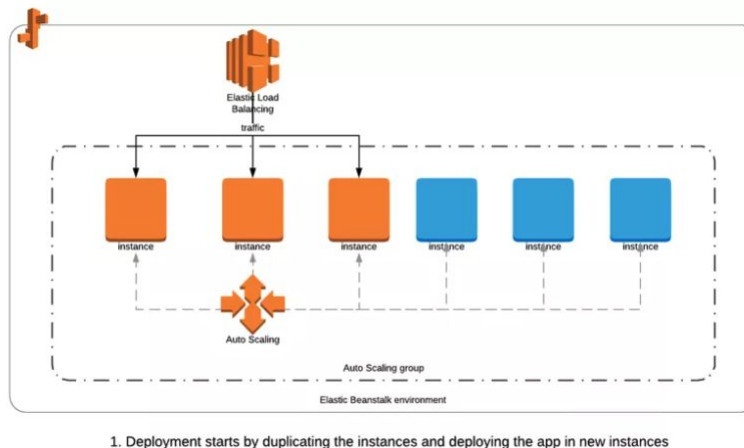 Elastic Load
Balancing
traffic
instance
instance
instance
instance
instance
instance
Auto Scaling
Auto Scaling group
Elastic Beanstalk environment
1. Deployment starts by duplicating the instances and deploying the app in new instances